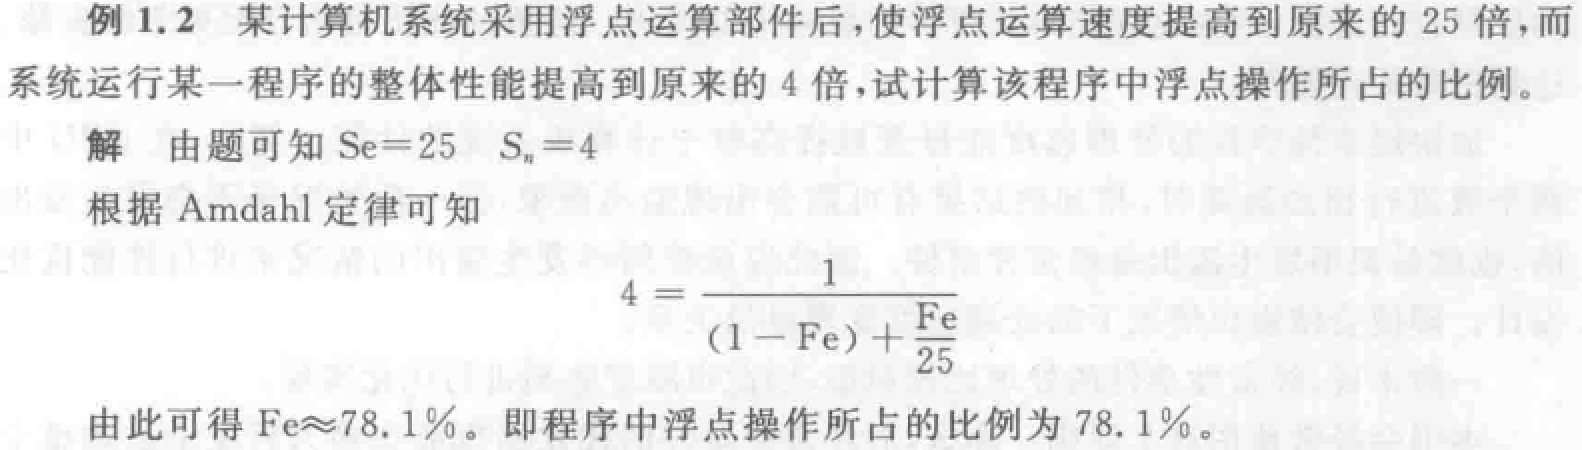 例 1.2 某计算机系统采用浮点运算部件后,使浮点运算速度提高到原来的 25 倍,而
系统运行某一程序的整体性能提高到原来的 4 倍,试计算该程序中浮点操作所占的比例。
解 由题可知 Se=25 Sₙ=4
根据 Amdahl 定律可知
4 = 1 / ((1 − Fe) + Fe/25)
由此可得 Fe≈78.1%。即程序中浮点操作所占的比例为 78.1%。